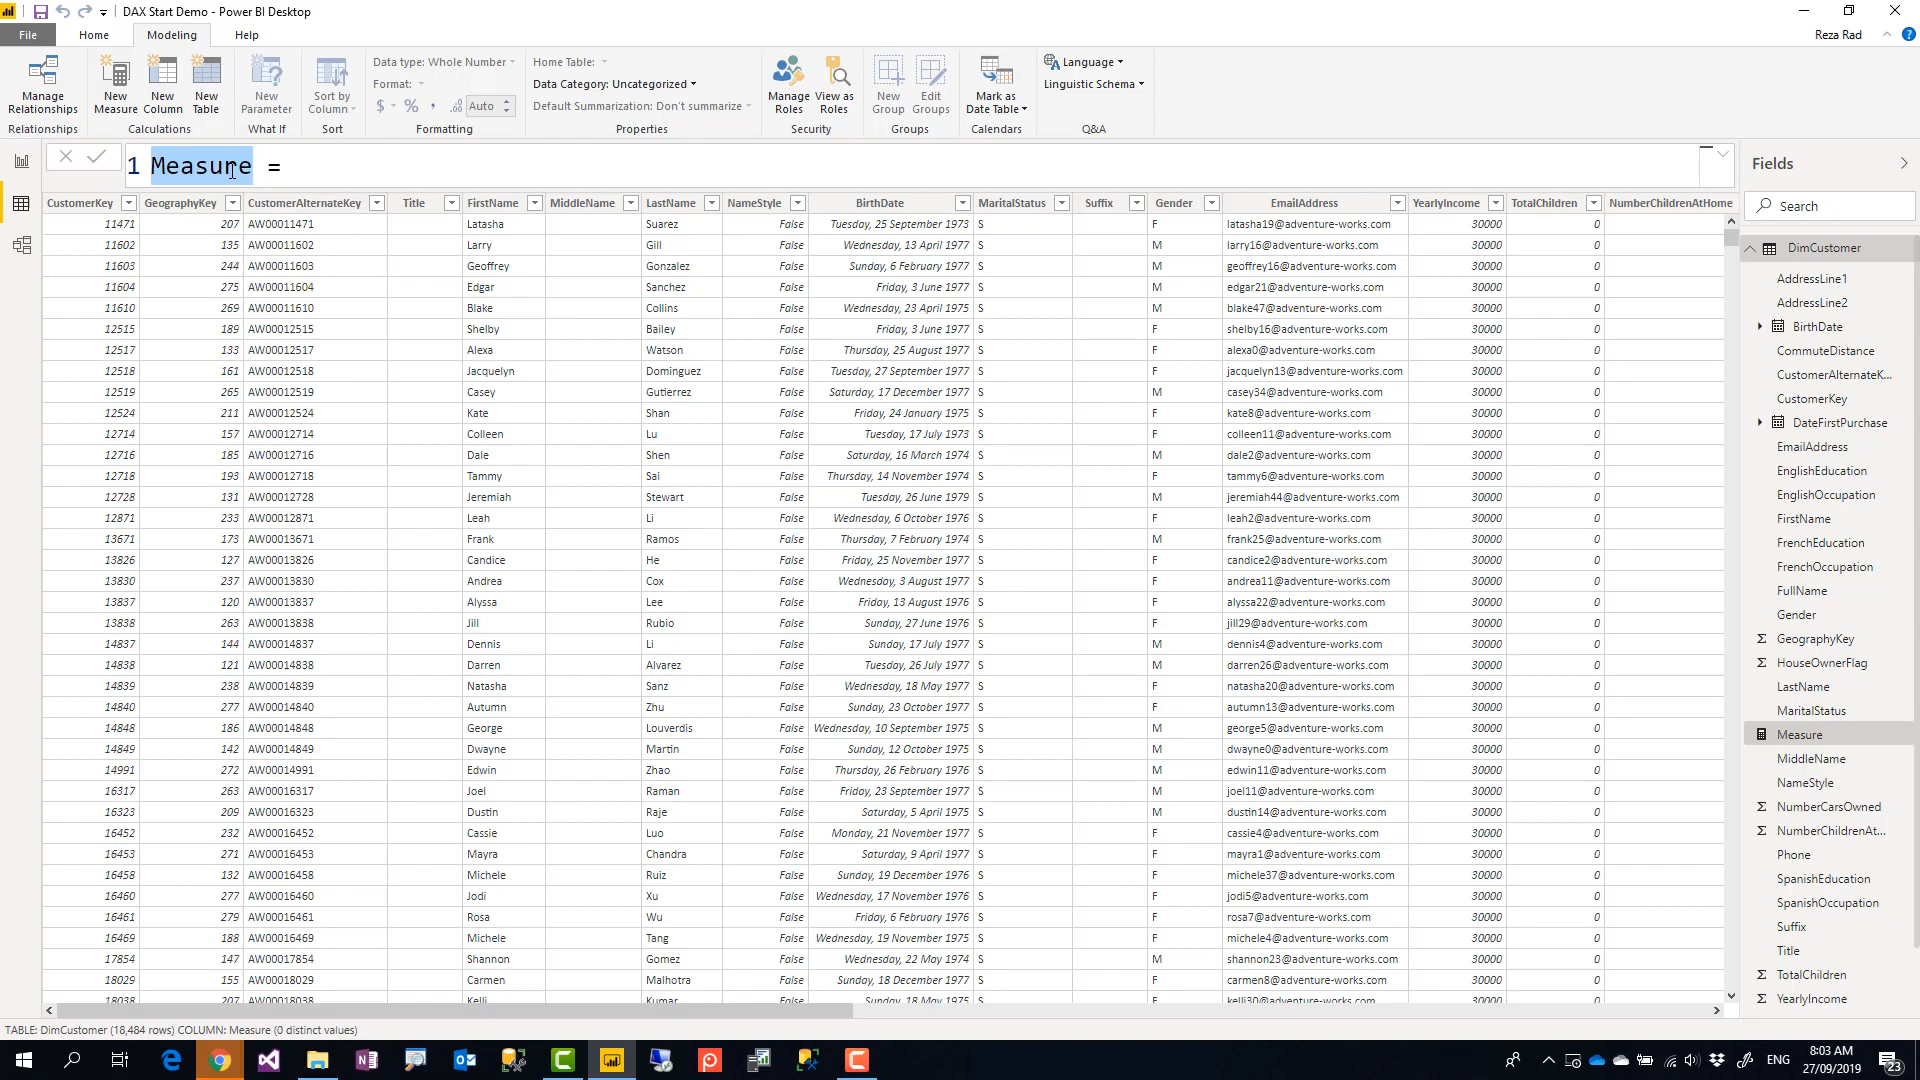 DAX Start Demo - Power BI Desktop
File Home Modeling Help Reza Rad
Manage Relationships New Measure New Column New Table New Parameter Sort by Column Data type: Whole Number Home Table: Manage Roles View as Roles New Group Edit Groups Mark as Date Table Language
Format: Data Category: Uncategorized Linguistic Schema
$ % , .00 Auto Default Summarization: Don't summarize
Relationships Calculations What If Sort Formatting Properties Security Groups Calendars Q&A
1 Measure = Fields
CustomerKey GeographyKey CustomerAlternateKey Title FirstName MiddleName LastName NameStyle BirthDate MaritalStatus Suffix Gender EmailAddress YearlyIncome TotalChildren NumberChildrenAtHome
11471 207 AW00011471 Latasha Suarez False Tuesday, 25 September 1973 S F latasha19@adventure-works.com 30000 0
11602 135 AW00011602 Larry Gill False Wednesday, 13 April 1977 S M larry16@adventure-works.com 30000 0
11603 244 AW00011603 Geoffrey Gonzalez False Sunday, 6 February 1977 S M geoffrey16@adventure-works.com 30000 0
11604 275 AW00011604 Edgar Sanchez False Friday, 3 June 1977 S M edgar21@adventure-works.com 30000 0
11610 269 AW00011610 Blake Collins False Wednesday, 23 April 1975 S M blake47@adventure-works.com 30000 0
12515 189 AW00012515 Shelby Bailey False Friday, 3 June 1977 S F shelby16@adventure-works.com 30000 0
12517 133 AW00012517 Alexa Watson False Thursday, 25 August 1977 S F alexa0@adventure-works.com 30000 0
12518 161 AW00012518 Jacquelyn Dominguez False Tuesday, 27 September 1977 S F jacquelyn13@adventure-works.com 30000 0
12519 265 AW00012519 Casey Gutierrez False Saturday, 17 December 1977 S M casey34@adventure-works.com 30000 0
12524 211 AW00012524 Kate Shan False Friday, 24 January 1975 S F kate8@adventure-works.com 30000 0
12714 157 AW00012714 Colleen Lu False Tuesday, 17 July 1973 S F colleen11@adventure-works.com 30000 0
12716 185 AW00012716 Dale Shen False Saturday, 16 March 1974 S M dale2@adventure-works.com 30000 0
12718 193 AW00012718 Tammy Sai False Thursday, 14 November 1974 S F tammy6@adventure-works.com 30000 0
12728 131 AW00012728 Jeremiah Stewart False Tuesday, 26 June 1979 S M jeremiah44@adventure-works.com 30000 0
12871 233 AW00012871 Leah Li False Wednesday, 6 October 1976 S F leah2@adventure-works.com 30000 0
13671 173 AW00013671 Frank Ramos False Thursday, 7 February 1974 S M frank25@adventure-works.com 30000 0
13826 127 AW00013826 Candice He False Friday, 25 November 1977 S F candice2@adventure-works.com 30000 0
13830 237 AW00013830 Andrea Cox False Wednesday, 3 August 1977 S F andrea11@adventure-works.com 30000 0
13837 120 AW00013837 Alyssa Lee False Friday, 13 August 1976 S F alyssa22@adventure-works.com 30000 0
13838 263 AW00013838 Jill Rubio False Sunday, 27 June 1976 S F jill29@adventure-works.com 30000 0
14837 144 AW00014837 Dennis Li False Sunday, 17 July 1977 S M dennis4@adventure-works.com 30000 0
14838 121 AW00014838 Darren Alvarez False Tuesday, 26 July 1977 S M darren26@adventure-works.com 30000 0
14839 238 AW00014839 Natasha Sanz False Wednesday, 18 May 1977 S F natasha20@adventure-works.com 30000 0
14840 277 AW00014840 Autumn Zhu False Sunday, 23 October 1977 S F autumn13@adventure-works.com 30000 0
14848 186 AW00014848 George Louverdis False Wednesday, 10 September 1975 S M george5@adventure-works.com 30000 0
14849 142 AW00014849 Dwayne Martin False Sunday, 12 October 1975 S M dwayne0@adventure-works.com 30000 0
14991 272 AW00014991 Edwin Zhao False Thursday, 26 February 1976 S M edwin11@adventure-works.com 30000 0
16317 263 AW00016317 Joel Raman False Friday, 23 September 1977 S M joel11@adventure-works.com 30000 0
16323 209 AW00016323 Dustin Raje False Saturday, 5 April 1975 S M dustin14@adventure-works.com 30000 0
16452 232 AW00016452 Cassie Luo False Monday, 21 November 1977 S F cassie4@adventure-works.com 30000 0
16453 271 AW00016453 Mayra Chandra False Saturday, 9 April 1977 S F mayra1@adventure-works.com 30000 0
16458 132 AW00016458 Michele Ruiz False Sunday, 19 December 1976 S F michele37@adventure-works.com 30000 0
16460 277 AW00016460 Jodi Xu False Wednesday, 17 November 1976 S F jodi5@adventure-works.com 30000 0
16461 279 AW00016461 Rosa Wu False Friday, 6 February 1976 S F rosa7@adventure-works.com 30000 0
16469 188 AW00016469 Michele Tang False Wednesday, 19 November 1975 S F michele4@adventure-works.com 30000 0
17854 147 AW00017854 Shannon Gomez False Wednesday, 22 May 1974 S F shannon23@adventure-works.com 30000 0
18029 155 AW00018029 Carmen Malhotra False Sunday, 18 December 1977 S F carmen8@adventure-works.com 30000 0
18038 207 AW00018038 Kelli Kumar False Sunday, 18 May 1975 S F kelli30@adventure-works.com 30000 0
Search
DimCustomer
AddressLine1
AddressLine2
BirthDate
CommuteDistance
CustomerAlternateK...
CustomerKey
DateFirstPurchase
EmailAddress
EnglishEducation
EnglishOccupation
FirstName
FrenchEducation
FrenchOccupation
FullName
Gender
GeographyKey
HouseOwnerFlag
LastName
MaritalStatus
Measure
MiddleName
NameStyle
NumberCarsOwned
NumberChildrenAt...
Phone
SpanishEducation
SpanishOccupation
Suffix
Title
TotalChildren
YearlyIncome
TABLE: DimCustomer (18,484 rows) COLUMN: Measure (0 distinct values)
ENG 8:03 AM
27/09/2019 23